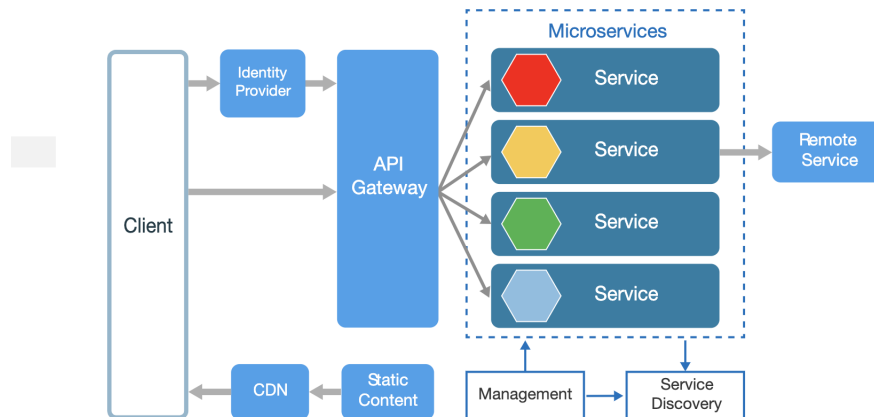 Microservices
Identity
Provider
Service
API
Gateway
Service
Remote
Service
Client
Service
Service
CDN
Static
Content
Management
Service
Discovery